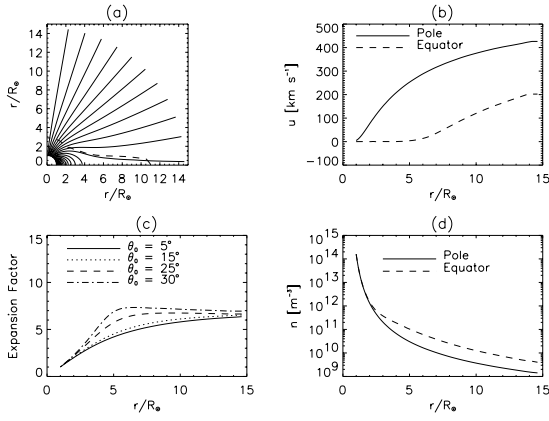 (a)
r/R⊙
14
12
10
8
6
4
2
0
0 2 4 6 8 10 12 14
r/R⊙
(b)
u [km s⁻¹]
500
400
300
200
100
0
−100
Pole
Equator
0 5 10 15
r/R⊙
(c)
Expansion Factor
15
10
5
0
θ₀ = 5°
θ₀ = 15°
θ₀ = 25°
θ₀ = 30°
0 5 10 15
r/R⊙
(d)
n [m⁻³]
10¹⁵
10¹⁴
10¹³
10¹²
10¹¹
10¹⁰
10⁹
Pole
Equator
0 5 10 15
r/R⊙